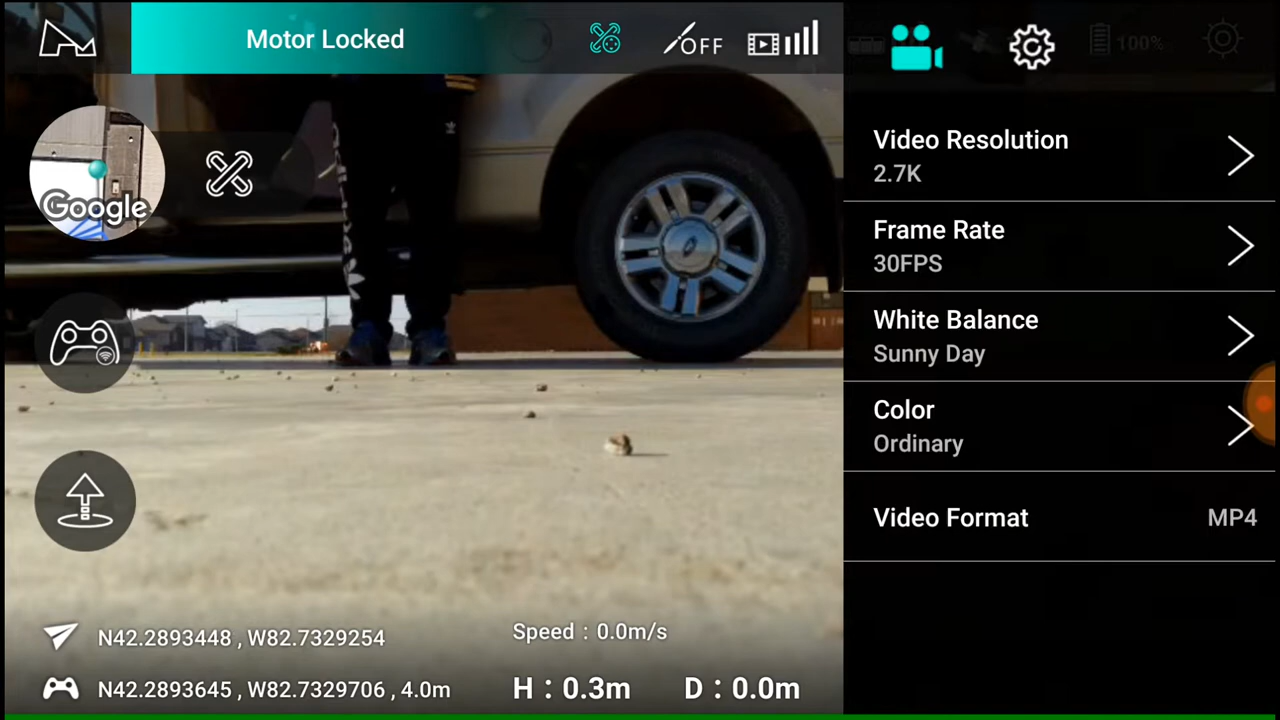 Motor Locked
OFF
100%
Google
Video Resolution
2.7K
Frame Rate
30FPS
White Balance
Sunny Day
Color
Ordinary
Video Format MP4
N42.2893448 , W82.7329254
Speed : 0.0m/s
N42.2893645 , W82.7329706 , 4.0m
H : 0.3m
D : 0.0m